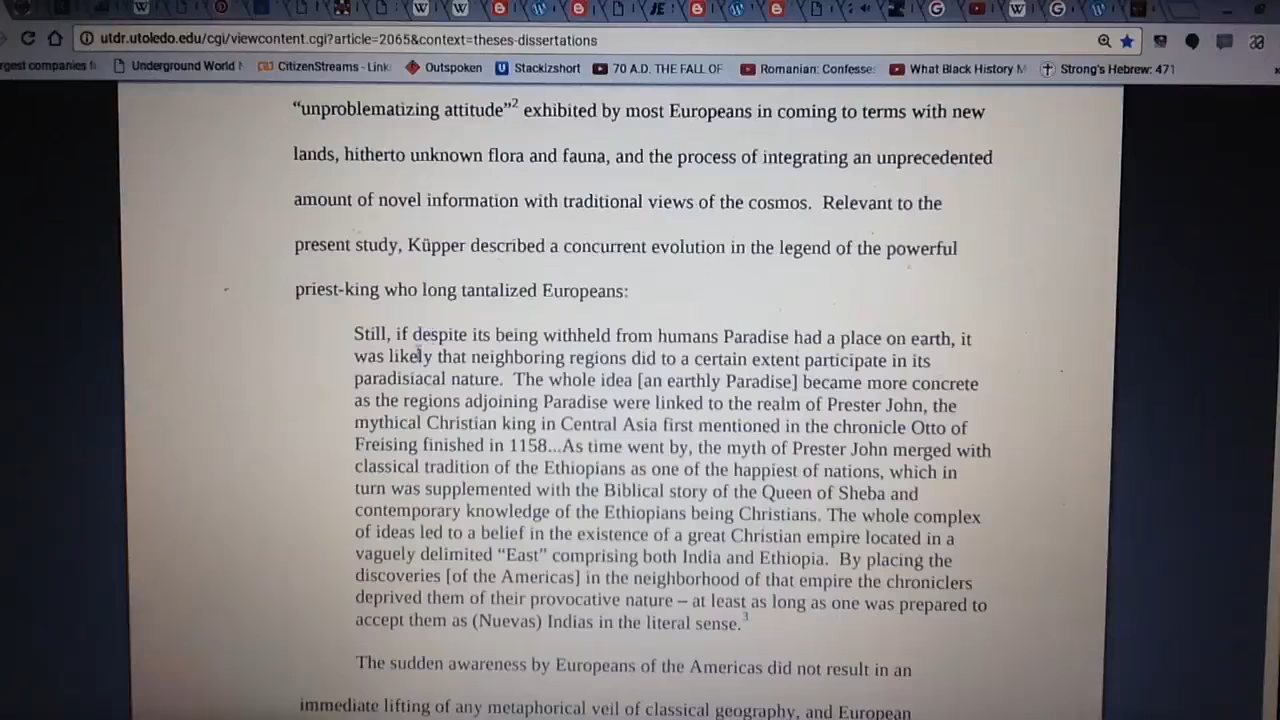 utdr.utoledo.edu/cgi/viewcontent.cgi?article=2065&context=theses-dissertations
rgest companies fi Underground World N CitizenStreams - Link: Outspoken Stackizshort 70 A.D. THE FALL OF Romanian: Confesse: What Black History M Strong's Hebrew: 471
“unproblematizing attitude”2 exhibited by most Europeans in coming to terms with new
lands, hitherto unknown flora and fauna, and the process of integrating an unprecedented
amount of novel information with traditional views of the cosmos. Relevant to the
present study, Küpper described a concurrent evolution in the legend of the powerful
priest-king who long tantalized Europeans:
Still, if despite its being withheld from humans Paradise had a place on earth, it
was likely that neighboring regions did to a certain extent participate in its
paradisiacal nature. The whole idea [an earthly Paradise] became more concrete
as the regions adjoining Paradise were linked to the realm of Prester John, the
mythical Christian king in Central Asia first mentioned in the chronicle Otto of
Freising finished in 1158...As time went by, the myth of Prester John merged with
classical tradition of the Ethiopians as one of the happiest of nations, which in
turn was supplemented with the Biblical story of the Queen of Sheba and
contemporary knowledge of the Ethiopians being Christians. The whole complex
of ideas led to a belief in the existence of a great Christian empire located in a
vaguely delimited “East” comprising both India and Ethiopia. By placing the
discoveries [of the Americas] in the neighborhood of that empire the chroniclers
deprived them of their provocative nature – at least as long as one was prepared to
accept them as (Nuevas) Indias in the literal sense.3
The sudden awareness by Europeans of the Americas did not result in an
immediate lifting of any metaphorical veil of classical geography, and European